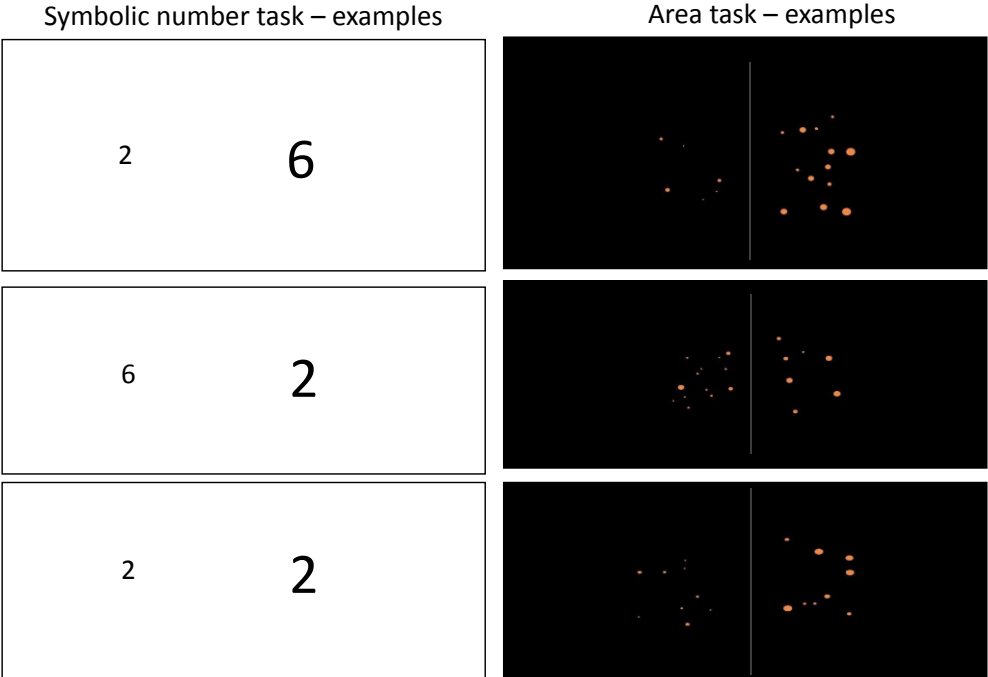 Symbolic number task – examples
Area task – examples
2 6
6 2
2 2